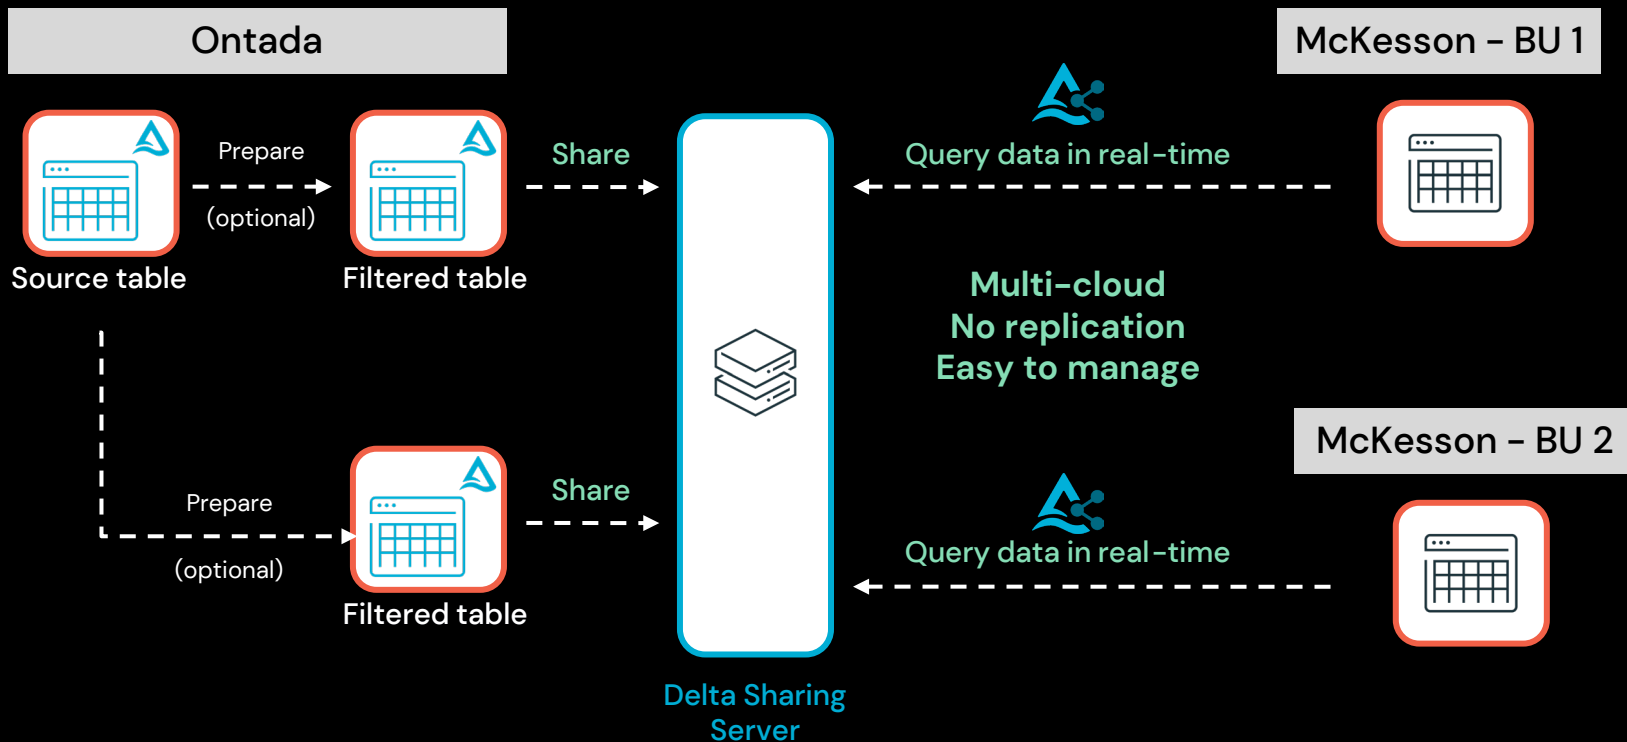 Ontada
McKesson - BU 1
Prepare
(optional)
Share
Query data in real-time
Source table
Filtered table
Multi-cloud
No replication
Easy to manage
McKesson - BU 2
Prepare
(optional)
Share
Query data in real-time
Filtered table
Delta Sharing
Server